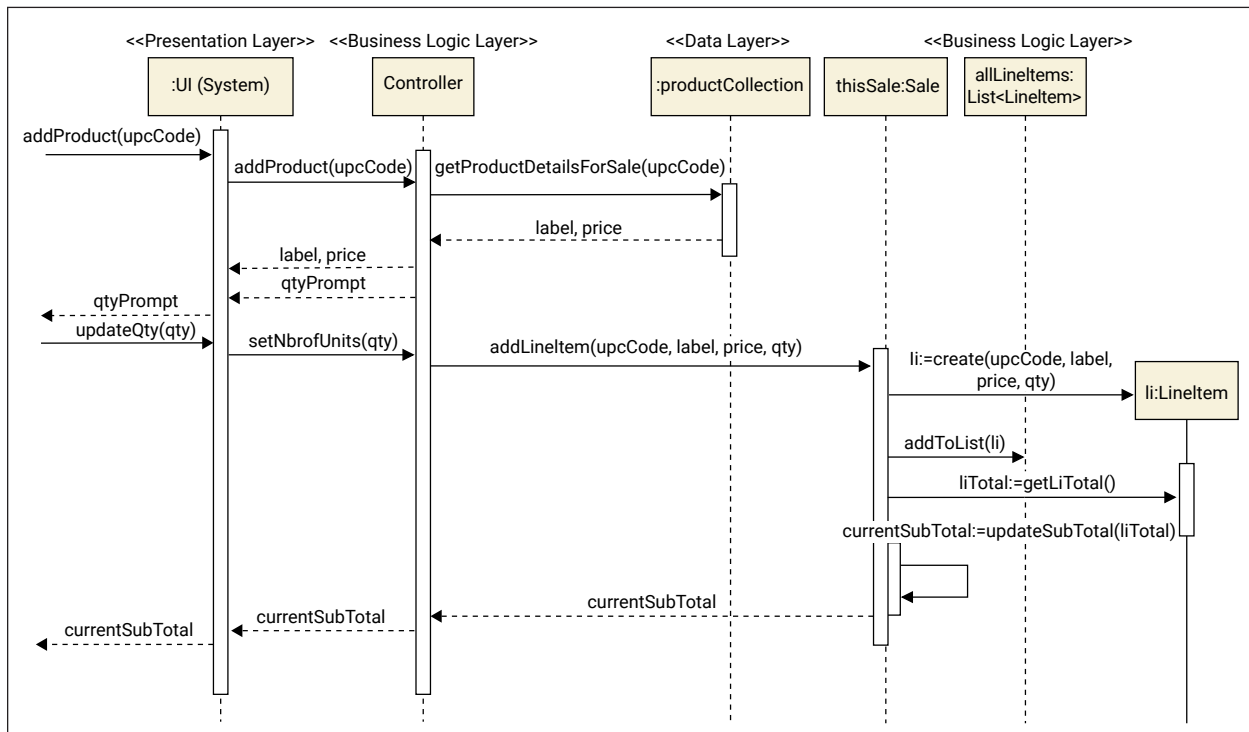 <<Presentation Layer>> <<Business Logic Layer>> <<Data Layer>> <<Business Logic Layer>>
:UI (System)
Controller
:productCollection
thisSale:Sale
allLineItems:
List<LineItem>
addProduct(upcCode)
addProduct(upcCode)
getProductDetailsForSale(upcCode)
label, price
label, price
qtyPrompt
qtyPrompt
updateQty(qty)
setNbrofUnits(qty)
addLineItem(upcCode, label, price, qty)
li:=create(upcCode, label,
price, qty)
li:LineItem
addToList(li)
liTotal:=getLiTotal()
currentSubTotal:=updateSubTotal(liTotal)
currentSubTotal
currentSubTotal
currentSubTotal